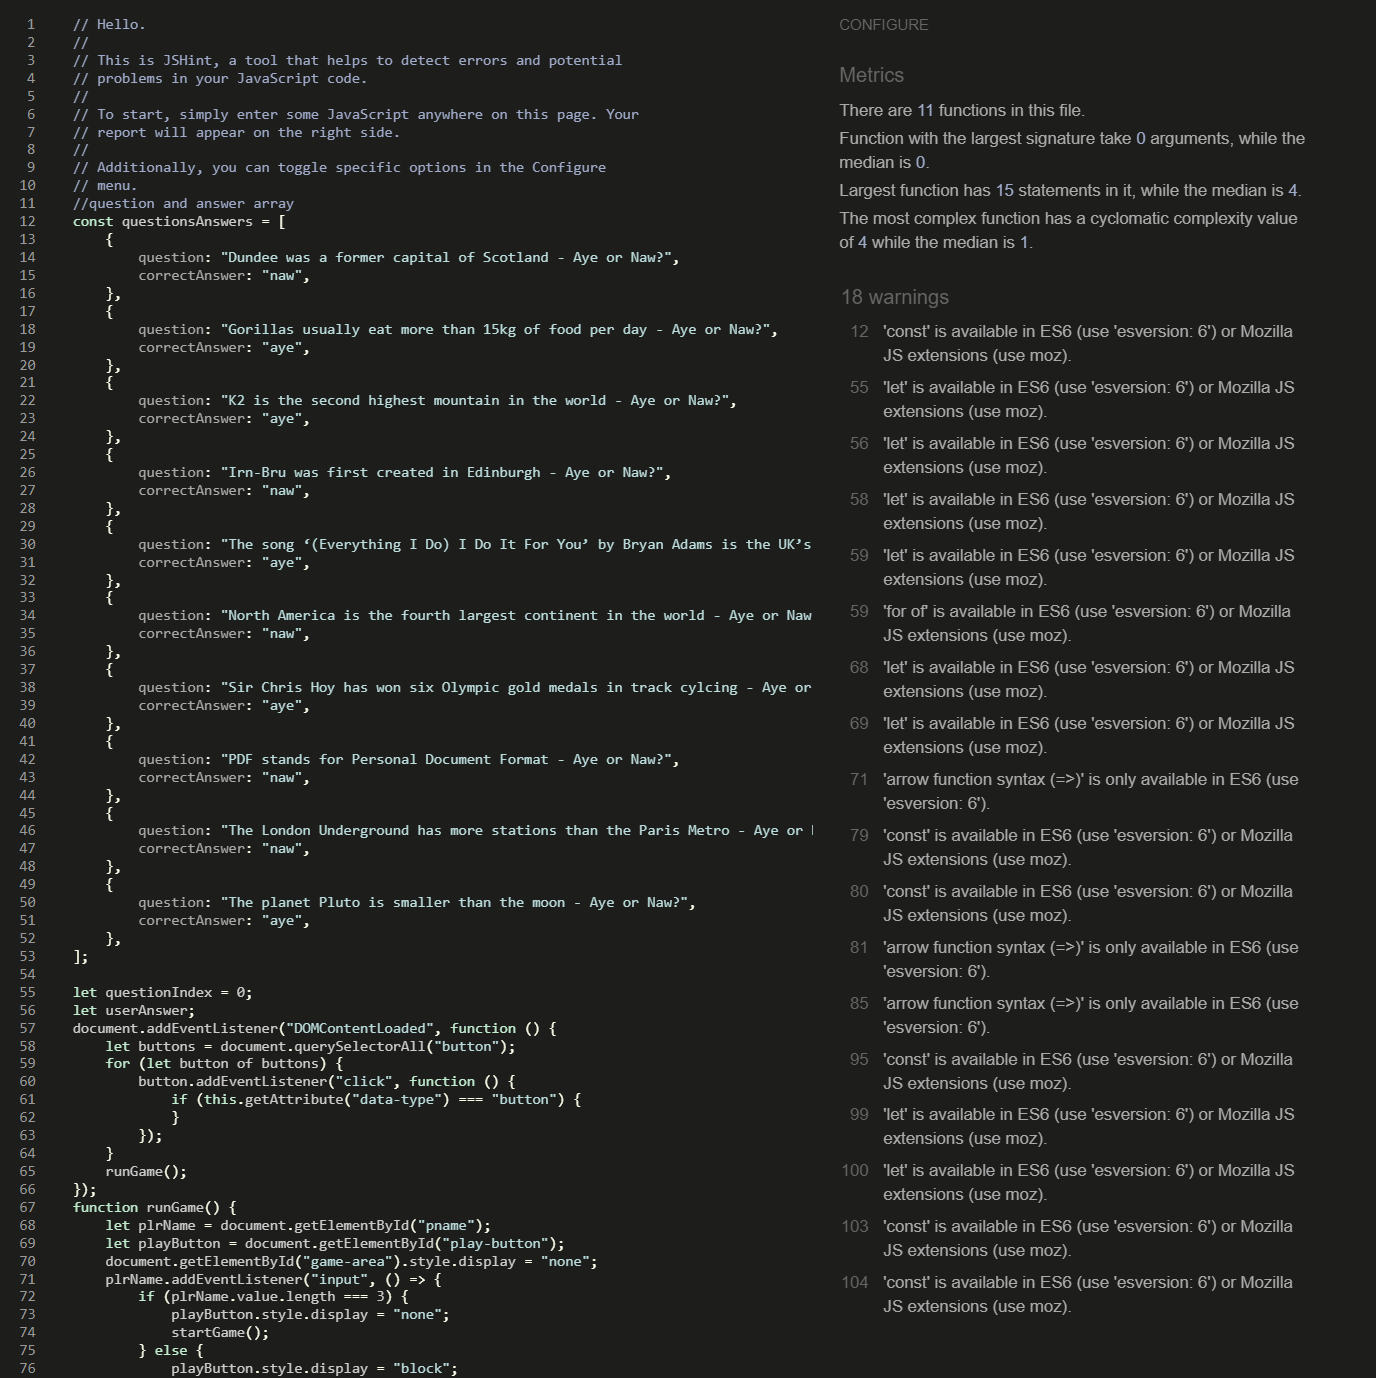 1 // Hello.
2 //
3 // This is JSHint, a tool that helps to detect errors and potential
4 // problems in your JavaScript code.
5 //
6 // To start, simply enter some JavaScript anywhere on this page. Your
7 // report will appear on the right side.
8 //
9 // Additionally, you can toggle specific options in the Configure
10 // menu.
11 //question and answer array
12 const questionsAnswers = [
13 {
14 question: "Dundee was a former capital of Scotland - Aye or Naw?",
15 correctAnswer: "naw",
16 },
17 {
18 question: "Gorillas usually eat more than 15kg of food per day - Aye or Naw?",
19 correctAnswer: "aye",
20 },
21 {
22 question: "K2 is the second highest mountain in the world - Aye or Naw?",
23 correctAnswer: "aye",
24 },
25 {
26 question: "Irn-Bru was first created in Edinburgh - Aye or Naw?",
27 correctAnswer: "naw",
28 },
29 {
30 question: "The song ‘(Everything I Do) I Do It For You’ by Bryan Adams is the UK’s
31 correctAnswer: "aye",
32 },
33 {
34 question: "North America is the fourth largest continent in the world - Aye or Naw
35 correctAnswer: "naw",
36 },
37 {
38 question: "Sir Chris Hoy has won six Olympic gold medals in track cylcing - Aye or
39 correctAnswer: "aye",
40 },
41 {
42 question: "PDF stands for Personal Document Format - Aye or Naw?",
43 correctAnswer: "naw",
44 },
45 {
46 question: "The London Underground has more stations than the Paris Metro - Aye or
47 correctAnswer: "naw",
48 },
49 {
50 question: "The planet Pluto is smaller than the moon - Aye or Naw?",
51 correctAnswer: "aye",
52 },
53 ];
54
55 let questionIndex = 0;
56 let userAnswer;
57 document.addEventListener("DOMContentLoaded", function () {
58 let buttons = document.querySelectorAll("button");
59 for (let button of buttons) {
60 button.addEventListener("click", function () {
61 if (this.getAttribute("data-type") === "button") {
62 }
63 });
64 }
65 runGame();
66 });
67 function runGame() {
68 let plrName = document.getElementById("pname");
69 let playButton = document.getElementById("play-button");
70 document.getElementById("game-area").style.display = "none";
71 plrName.addEventListener("input", () => {
72 if (plrName.value.length === 3) {
73 playButton.style.display = "none";
74 startGame();
75 } else {
76 playButton.style.display = "block";
CONFIGURE
Metrics
There are 11 functions in this file.
Function with the largest signature take 0 arguments, while the
median is 0.
Largest function has 15 statements in it, while the median is 4.
The most complex function has a cyclomatic complexity value
of 4 while the median is 1.
18 warnings
12 'const' is available in ES6 (use 'esversion: 6') or Mozilla
JS extensions (use moz).
55 'let' is available in ES6 (use 'esversion: 6') or Mozilla JS
extensions (use moz).
56 'let' is available in ES6 (use 'esversion: 6') or Mozilla JS
extensions (use moz).
58 'let' is available in ES6 (use 'esversion: 6') or Mozilla JS
extensions (use moz).
59 'let' is available in ES6 (use 'esversion: 6') or Mozilla JS
extensions (use moz).
59 'for of' is available in ES6 (use 'esversion: 6') or Mozilla
JS extensions (use moz).
68 'let' is available in ES6 (use 'esversion: 6') or Mozilla JS
extensions (use moz).
69 'let' is available in ES6 (use 'esversion: 6') or Mozilla JS
extensions (use moz).
71 'arrow function syntax (=>)' is only available in ES6 (use
'esversion: 6').
79 'const' is available in ES6 (use 'esversion: 6') or Mozilla
JS extensions (use moz).
80 'const' is available in ES6 (use 'esversion: 6') or Mozilla
JS extensions (use moz).
81 'arrow function syntax (=>)' is only available in ES6 (use
'esversion: 6').
85 'arrow function syntax (=>)' is only available in ES6 (use
'esversion: 6').
95 'const' is available in ES6 (use 'esversion: 6') or Mozilla
JS extensions (use moz).
99 'let' is available in ES6 (use 'esversion: 6') or Mozilla JS
extensions (use moz).
100 'let' is available in ES6 (use 'esversion: 6') or Mozilla JS
extensions (use moz).
103 'const' is available in ES6 (use 'esversion: 6') or Mozilla
JS extensions (use moz).
104 'const' is available in ES6 (use 'esversion: 6') or Mozilla
JS extensions (use moz).